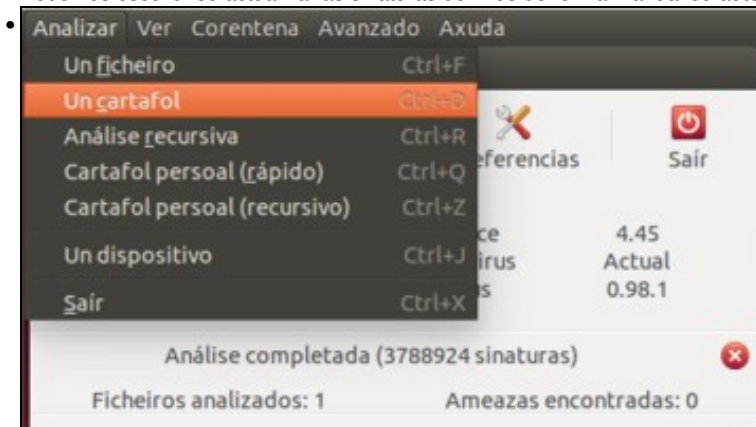 Analizar Ver Corentena Avanzado Axuda
Un ficheiro Ctrl+F
Un cartafol Ctrl+D
Análise recursiva Ctrl+R
Cartafol persoal (rápido) Ctrl+Q
Cartafol persoal (recursivo) Ctrl+Z
Un dispositivo Ctrl+J
Saír Ctrl+X
eferencias Saír
ce 4.45
irus Actual
s 0.98.1
Análise completada (3788924 sinaturas)
Ficheiros analizados: 1 Ameazas encontradas: 0